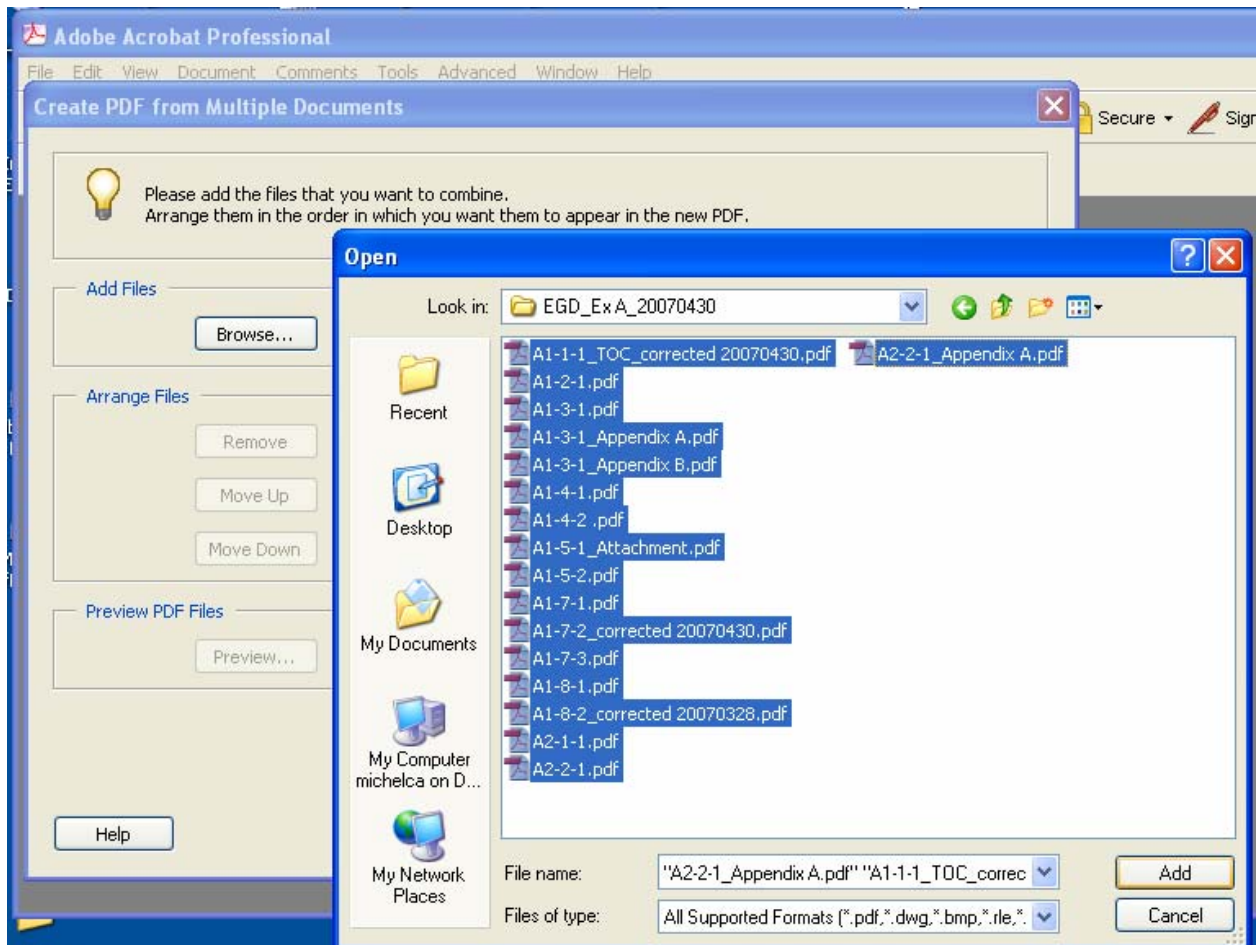 Adobe Acrobat Professional
File Edit View Document Comments Tools Advanced Window Help
Create PDF from Multiple Documents
Secure
Sign
Please add the files that you want to combine.
Arrange them in the order in which you want them to appear in the new PDF.
Add Files
Browse...
Arrange Files
Remove
Move Up
Move Down
Preview PDF Files
Preview...
Help
Open
Look in: EGD_Ex A_20070430
Recent
Desktop
My Documents
My Computer
michelca on D...
My Network
Places
A1-1-1_TOC_corrected 20070430.pdf
A1-2-1.pdf
A1-3-1.pdf
A1-3-1_Appendix A.pdf
A1-3-1_Appendix B.pdf
A1-4-1.pdf
A1-4-2 .pdf
A1-5-1_Attachment.pdf
A1-5-2.pdf
A1-7-1.pdf
A1-7-2_corrected 20070430.pdf
A1-7-3.pdf
A1-8-1.pdf
A1-8-2_corrected 20070328.pdf
A2-1-1.pdf
A2-2-1.pdf
A2-2-1_Appendix A.pdf
File name: "A2-2-1_Appendix A.pdf" "A1-1-1_TOC_correc
Add
Files of type: All Supported Formats (*.pdf,*.dwg,*.bmp,*.rle,*.
Cancel